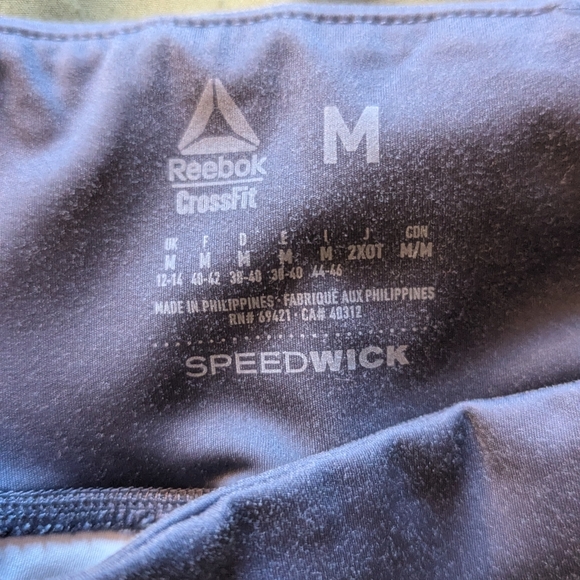 M
Reebok
CrossFit
UK F D E I J CDN
M M M M M 2XOT M/M
12-14 40-42 38-40 38-40 44-46
MADE IN PHILIPPINES · FABRIQUÉ AUX PHILIPPINES
RN# 69421 · CA# 40312
SPEEDWICK